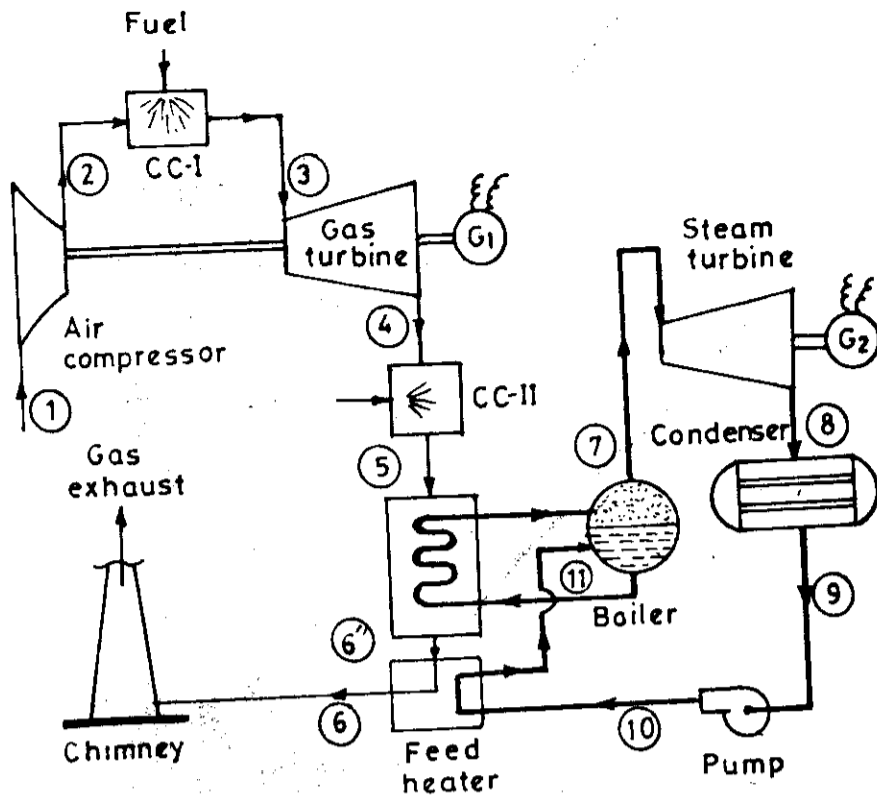 Fuel
CC-I
2
3
Gas
turbine
G1
Steam
turbine
G2
Air
compressor
1
4
CC-II
5
Gas
exhaust
7
Condenser
8
11
Bailer
9
6"
6
10
Chimney
Feed
heater
Pump